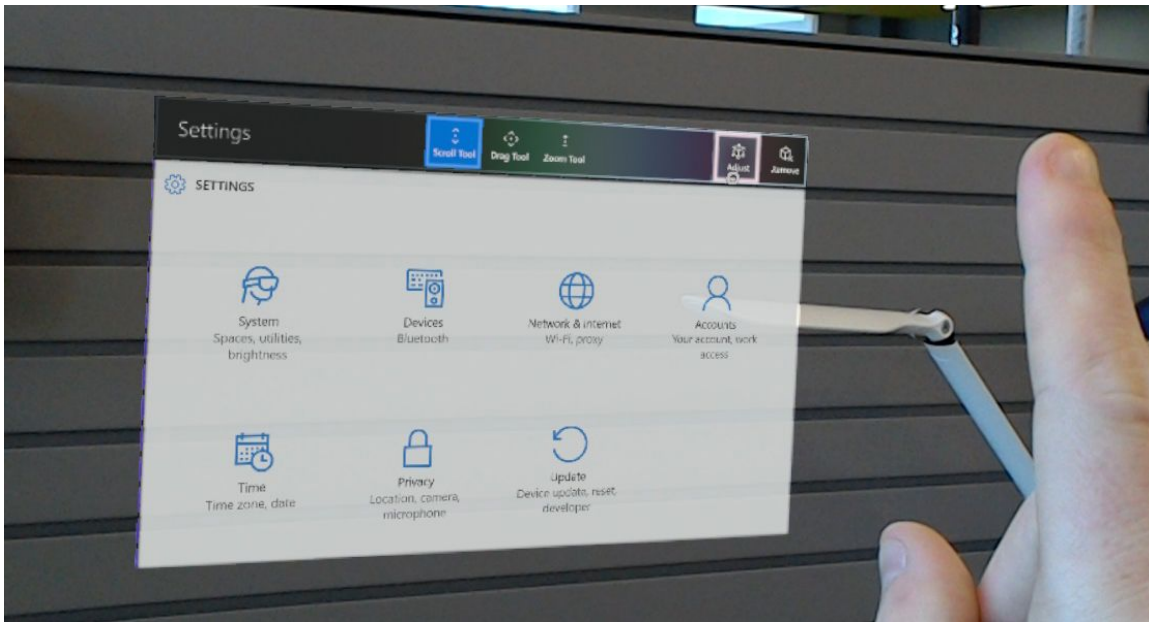 Settings
Scroll Tool
Drag Tool
Zoom Tool
Adjust
Remove
SETTINGS
System
Spaces, utilities,
brightness
Devices
Bluetooth
Network & Internet
Wi-Fi, proxy
Accounts
Your account, work
access
Time
Time zone, date
Privacy
Location, camera,
microphone
Update
Device update, reset,
developer